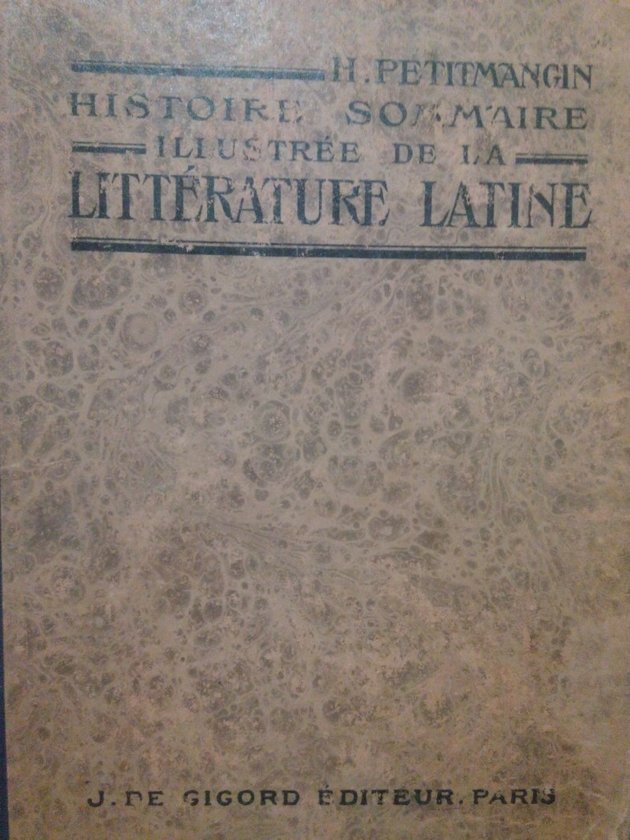 H. PETITMANGIN
HISTOIRE SOMMAIRE
ILLUSTRÉE DE LA
LITTÉRATURE LATINE
J. DE GIGORD ÉDITEUR. PARIS